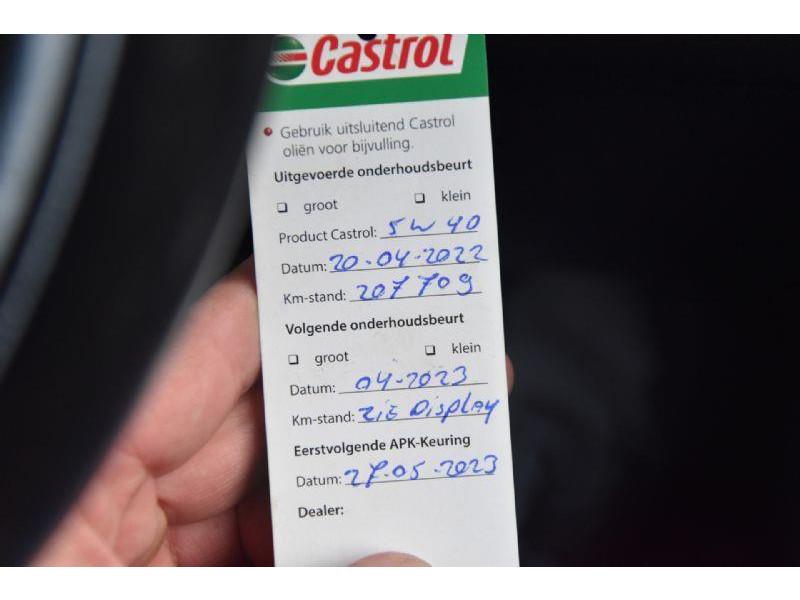 Castrol
Gebruik uitsluitend Castrol
oliën voor bijvulling.
Uitgevoerde onderhoudsbeurt
groot klein
Product Castrol: 5W40
Datum: 20-04-2022
Km-stand: 207709
Volgende onderhoudsbeurt
groot klein
Datum: 04-2023
Km-stand: Zie Display
Eerstvolgende APK-Keuring
Datum: 27-05-2023
Dealer: